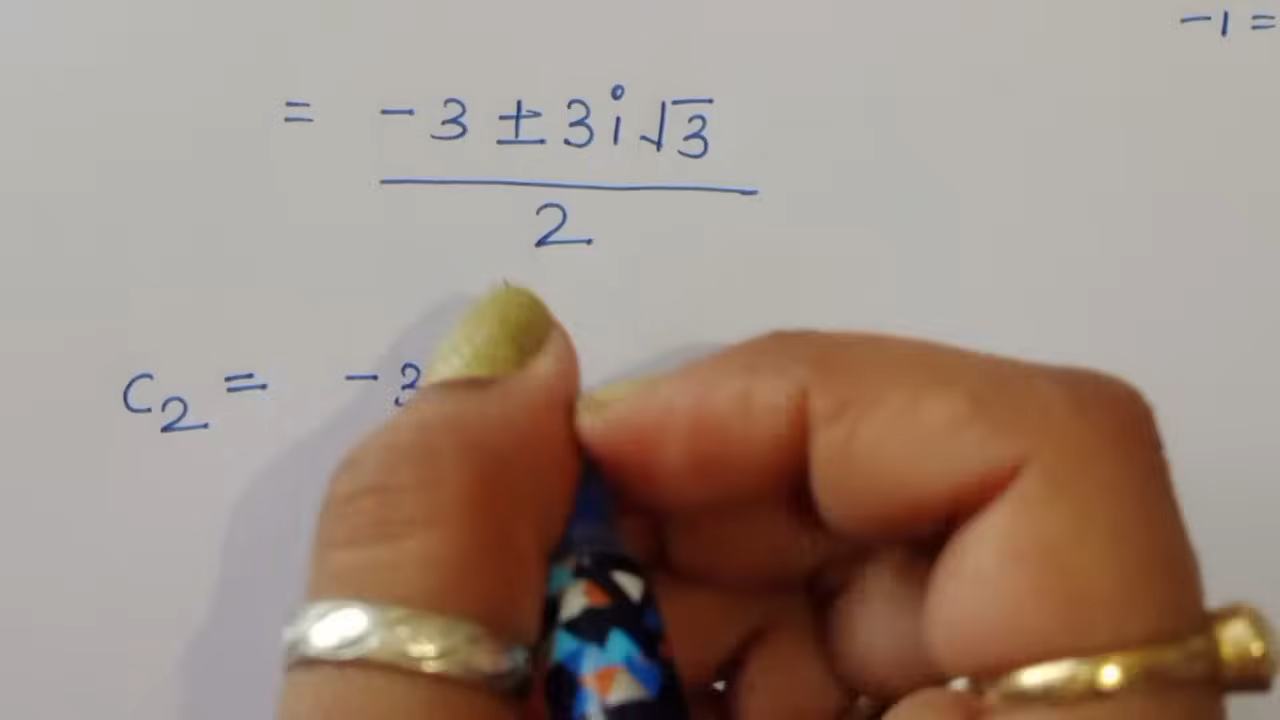 -1 =
= -3 ± 3i√3
2
C₂ = -3